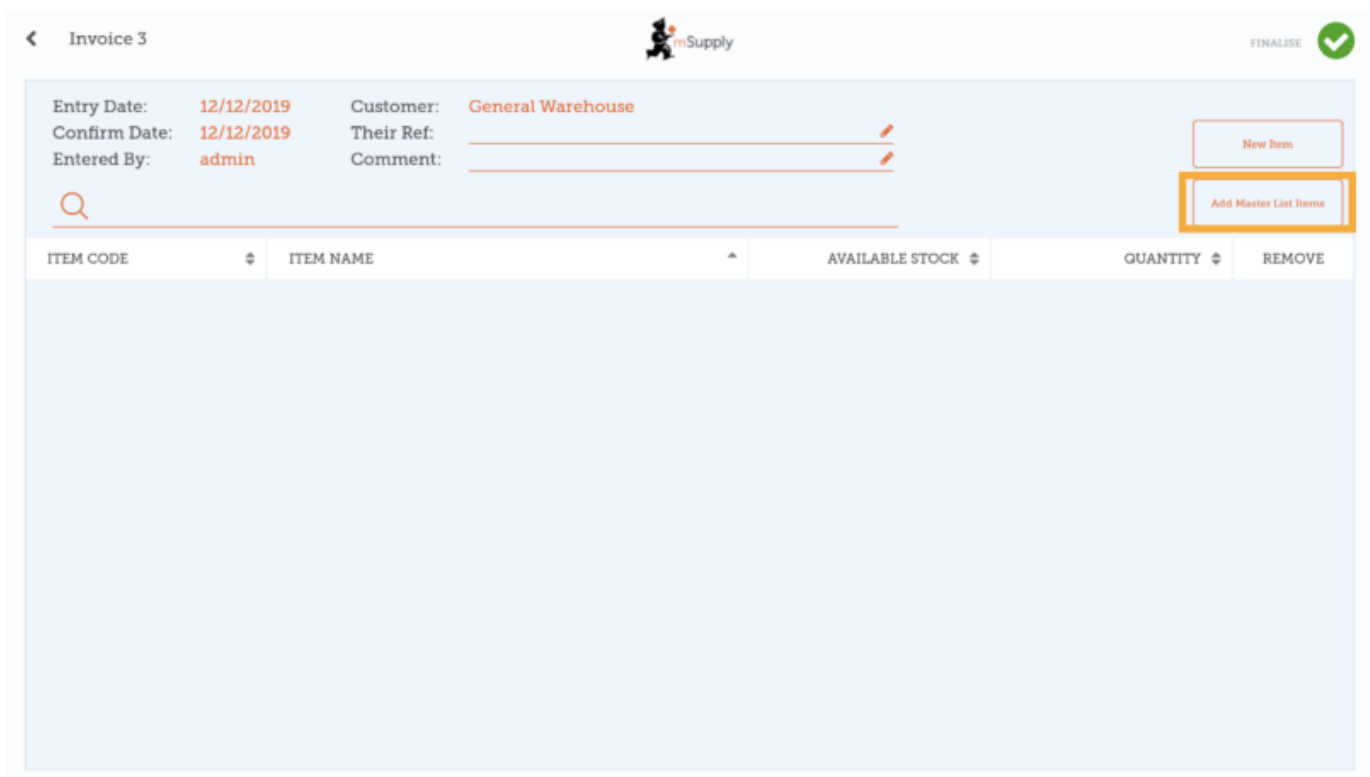 Invoice 3
mSupply
FINALISE
Entry Date: 12/12/2019 Customer: General Warehouse
Confirm Date: 12/12/2019 Their Ref:
Entered By: admin Comment:
New Item
Add Master List Items
ITEM CODE ITEM NAME AVAILABLE STOCK QUANTITY REMOVE